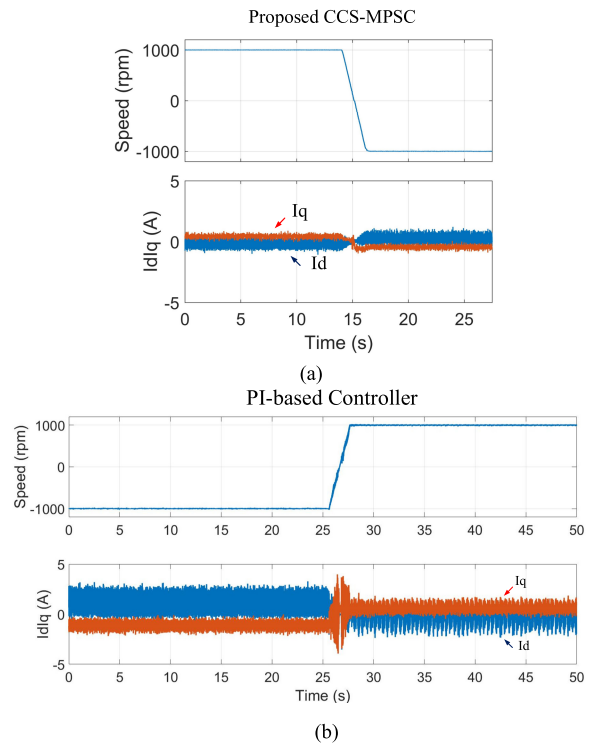 Proposed CCS-MPSC
1000
0
-1000
Speed (rpm)
5
0
-5
IdIq (A)
Iq
Id
0 5 10 15 20 25
Time (s)
(a)
PI-based Controller
1000
0
-1000
Speed (rpm)
0 5 10 15 20 25 30 35 40 45 50
5
0
-5
IdIq (A)
Iq
Id
0 5 10 15 20 25 30 35 40 45 50
Time (s)
(b)